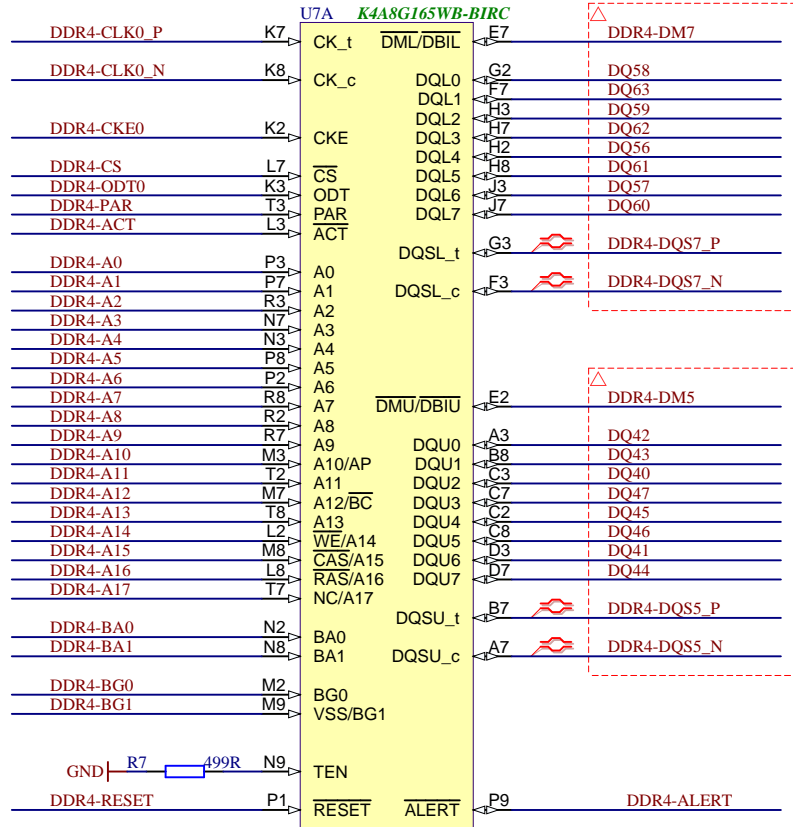 U7A K4A8G165WB-BIRC
DDR4-CLK0_P K7 CK_t DML/DBIL E7 DDR4-DM7
DDR4-CLK0_N K8 CK_c DQL0 G2 DQ58
DQL1 F7 DQ63
DQL2 H3 DQ59
DDR4-CKE0 K2 CKE DQL3 H7 DQ62
DQL4 H2 DQ56
DDR4-CS L7 CS DQL5 H8 DQ61
DDR4-ODT0 K3 ODT DQL6 J3 DQ57
DDR4-PAR T3 PAR DQL7 J7 DQ60
DDR4-ACT L3 ACT
DQSL_t G3 DDR4-DQS7_P
DDR4-A0 P3 A0
DDR4-A1 P7 A1 DQSL_c F3 DDR4-DQS7_N
DDR4-A2 R3 A2
DDR4-A3 N7 A3
DDR4-A4 N3 A4
DDR4-A5 P8 A5
DDR4-A6 P2 A6
DDR4-A7 R8 A7 DMU/DBIU E2 DDR4-DM5
DDR4-A8 R2 A8
DDR4-A9 R7 A9 DQU0 A3 DQ42
DDR4-A10 M3 A10/AP DQU1 B8 DQ43
DDR4-A11 T2 A11 DQU2 C3 DQ40
DDR4-A12 M7 A12/BC DQU3 C7 DQ47
DDR4-A13 T8 A13 DQU4 C2 DQ45
DDR4-A14 L2 WE/A14 DQU5 C8 DQ46
DDR4-A15 M8 CAS/A15 DQU6 D3 DQ41
DDR4-A16 L8 RAS/A16 DQU7 D7 DQ44
DDR4-A17 T7 NC/A17
DQSU_t B7 DDR4-DQS5_P
DDR4-BA0 N2 BA0
DDR4-BA1 N8 BA1 DQSU_c A7 DDR4-DQS5_N
DDR4-BG0 M2 BG0
DDR4-BG1 M9 VSS/BG1
GND R7 499R N9 TEN
DDR4-RESET P1 RESET ALERT P9 DDR4-ALERT